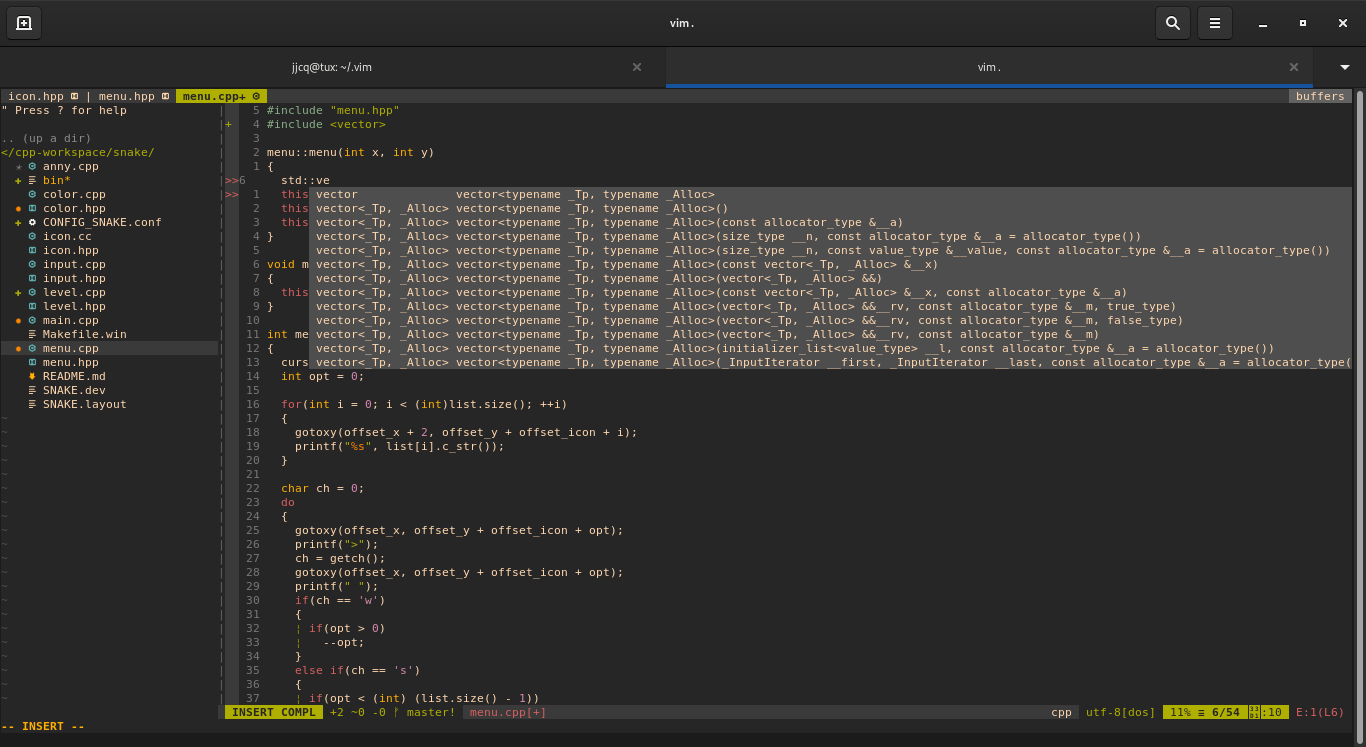 vim .
jjcq@tux: ~/.vim
vim .
icon.hpp | menu.hpp menu.cpp+ buffers
" Press ? for help
.. (up a dir)
</cpp-workspace/snake/
anny.cpp
+ bin*
color.cpp
color.hpp
+ CONFIG_SNAKE.conf
icon.cc
icon.hpp
input.cpp
input.hpp
+ level.cpp
level.hpp
main.cpp
Makefile.win
menu.cpp
menu.hpp
README.md
SNAKE.dev
SNAKE.layout
5 #include "menu.hpp"
+ 4 #include <vector>
3
2 menu::menu(int x, int y)
1 {
>>6 std::ve
>> 1 this vector vector<typename _Tp, typename _Alloc>
2 this vector<_Tp, _Alloc> vector<typename _Tp, typename _Alloc>()
3 this vector<_Tp, _Alloc> vector<typename _Tp, typename _Alloc>(const allocator_type &__a)
4 } vector<_Tp, _Alloc> vector<typename _Tp, typename _Alloc>(size_type __n, const allocator_type &__a = allocator_type())
5 vector<_Tp, _Alloc> vector<typename _Tp, typename _Alloc>(size_type __n, const value_type &__value, const allocator_type &__a = allocator_type())
6 void m vector<_Tp, _Alloc> vector<typename _Tp, typename _Alloc>(const vector<_Tp, _Alloc> &__x)
7 { vector<_Tp, _Alloc> vector<typename _Tp, typename _Alloc>(vector<_Tp, _Alloc> &&)
8 this vector<_Tp, _Alloc> vector<typename _Tp, typename _Alloc>(const vector<_Tp, _Alloc> &__x, const allocator_type &__a)
9 } vector<_Tp, _Alloc> vector<typename _Tp, typename _Alloc>(vector<_Tp, _Alloc> &&__rv, const allocator_type &__m, true_type)
10 vector<_Tp, _Alloc> vector<typename _Tp, typename _Alloc>(vector<_Tp, _Alloc> &&__rv, const allocator_type &__m, false_type)
11 int me vector<_Tp, _Alloc> vector<typename _Tp, typename _Alloc>(vector<_Tp, _Alloc> &&__rv, const allocator_type &__m)
12 { vector<_Tp, _Alloc> vector<typename _Tp, typename _Alloc>(initializer_list<value_type> __l, const allocator_type &__a = allocator_type())
13 curs vector<_Tp, _Alloc> vector<typename _Tp, typename _Alloc>(_InputIterator __first, _InputIterator __last, const allocator_type &__a = allocator_type(
14 int opt = 0;
15
16 for(int i = 0; i < (int)list.size(); ++i)
17 {
18 gotoxy(offset_x + 2, offset_y + offset_icon + i);
19 printf("%s", list[i].c_str());
20 }
21
22 char ch = 0;
23 do
24 {
25 gotoxy(offset_x, offset_y + offset_icon + opt);
26 printf(">");
27 ch = getch();
28 gotoxy(offset_x, offset_y + offset_icon + opt);
29 printf(" ");
30 if(ch == 'w')
31 {
32 ¦ if(opt > 0)
33 ¦ --opt;
34 }
35 else if(ch == 's')
36 {
37 ¦ if(opt < (int) (list.size() - 1))
INSERT COMPL +2 ~0 -0 ᚠ master! menu.cpp[+] cpp utf-8[dos] 11% ≡ 6/54 :10 E:1(L6)
-- INSERT --